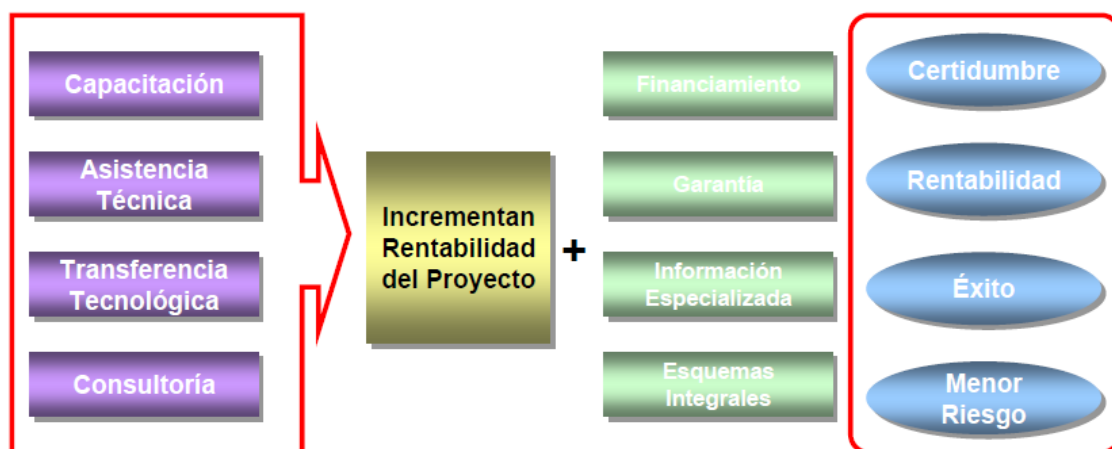 Capacitación
Asistencia
Técnica
Transferencia
Tecnológica
Consultoría
Incrementan
Rentabilidad
del Proyecto
+
Financiamiento
Garantía
Información
Especializada
Esquemas
Integrales
Certidumbre
Rentabilidad
Éxito
Menor
Riesgo